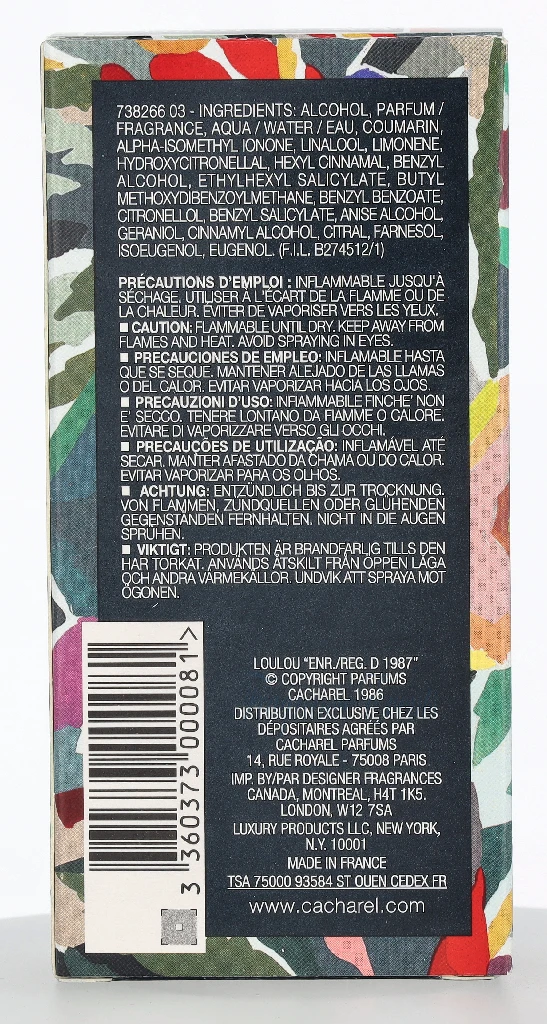 738266 03 - INGREDIENTS: ALCOHOL, PARFUM /
FRAGRANCE, AQUA / WATER / EAU, COUMARIN,
ALPHA-ISOMETHYL IONONE, LINALOOL, LIMONENE,
HYDROXYCITRONELLAL, HEXYL CINNAMAL, BENZYL
ALCOHOL, ETHYLHEXYL SALICYLATE, BUTYL
METHOXYDIBENZOYLMETHANE, BENZYL BENZOATE,
CITRONELLOL, BENZYL SALICYLATE, ANISE ALCOHOL,
GERANIOL, CINNAMYL ALCOHOL, CITRAL, FARNESOL,
ISOEUGENOL, EUGENOL. (F.I.L. B274512/1)
PRÉCAUTIONS D'EMPLOI : INFLAMMABLE JUSQU'À
SÉCHAGE. UTILISER À L'ÉCART DE LA FLAMME OU DE
LA CHALEUR. ÉVITER DE VAPORISER VERS LES YEUX.
■ CAUTION: FLAMMABLE UNTIL DRY. KEEP AWAY FROM
FLAMES AND HEAT. AVOID SPRAYING IN EYES.
■ PRECAUCIONES DE EMPLEO: INFLAMABLE HASTA
QUE SE SEQUE. MANTENER ALEJADO DE LAS LLAMAS
O DEL CALOR. EVITAR VAPORIZAR HACIA LOS OJOS.
■ PRECAUZIONI D'USO: INFIAMMABILE FINCHE' NON
E' SECCO. TENERE LONTANO DA FIAMME O CALORE.
EVITARE DI VAPORIZZARE VERSO GLI OCCHI.
■ PRECAUÇÕES DE UTILIZAÇÃO: INFLAMÁVEL ATÉ
SECAR. MANTER AFASTADO DA CHAMA OU DO CALOR.
EVITAR VAPORIZAR PARA OS OLHOS.
■ ACHTUNG: ENTZÜNDLICH BIS ZUR TROCKNUNG.
VON FLAMMEN, ZÜNDQUELLEN ODER GLÜHENDEN
GEGENSTÄNDEN FERNHALTEN. NICHT IN DIE AUGEN
SPRÜHEN.
■ VIKTIGT: PRODUKTEN ÄR BRANDFARLIG TILLS DEN
HAR TORKAT. ANVÄNDS ÅTSKILT FRÅN ÖPPEN LÅGA
OCH ANDRA VÄRMEKÄLLOR. UNDVIK ATT SPRAYA MOT
ÖGONEN.
3 360373 000081 >
LOULOU "ENR./REG. D 1987"
© COPYRIGHT PARFUMS
CACHAREL 1986
DISTRIBUTION EXCLUSIVE CHEZ LES
DÉPOSITAIRES AGRÉÉS PAR
CACHAREL PARFUMS
14, RUE ROYALE - 75008 PARIS
IMP. BY/PAR DESIGNER FRAGRANCES
CANADA, MONTREAL, H4T 1K5.
LONDON, W12 7SA
LUXURY PRODUCTS LLC, NEW YORK,
N.Y. 10001
MADE IN FRANCE
TSA 75000 93584 ST OUEN CEDEX FR
www.cacharel.com